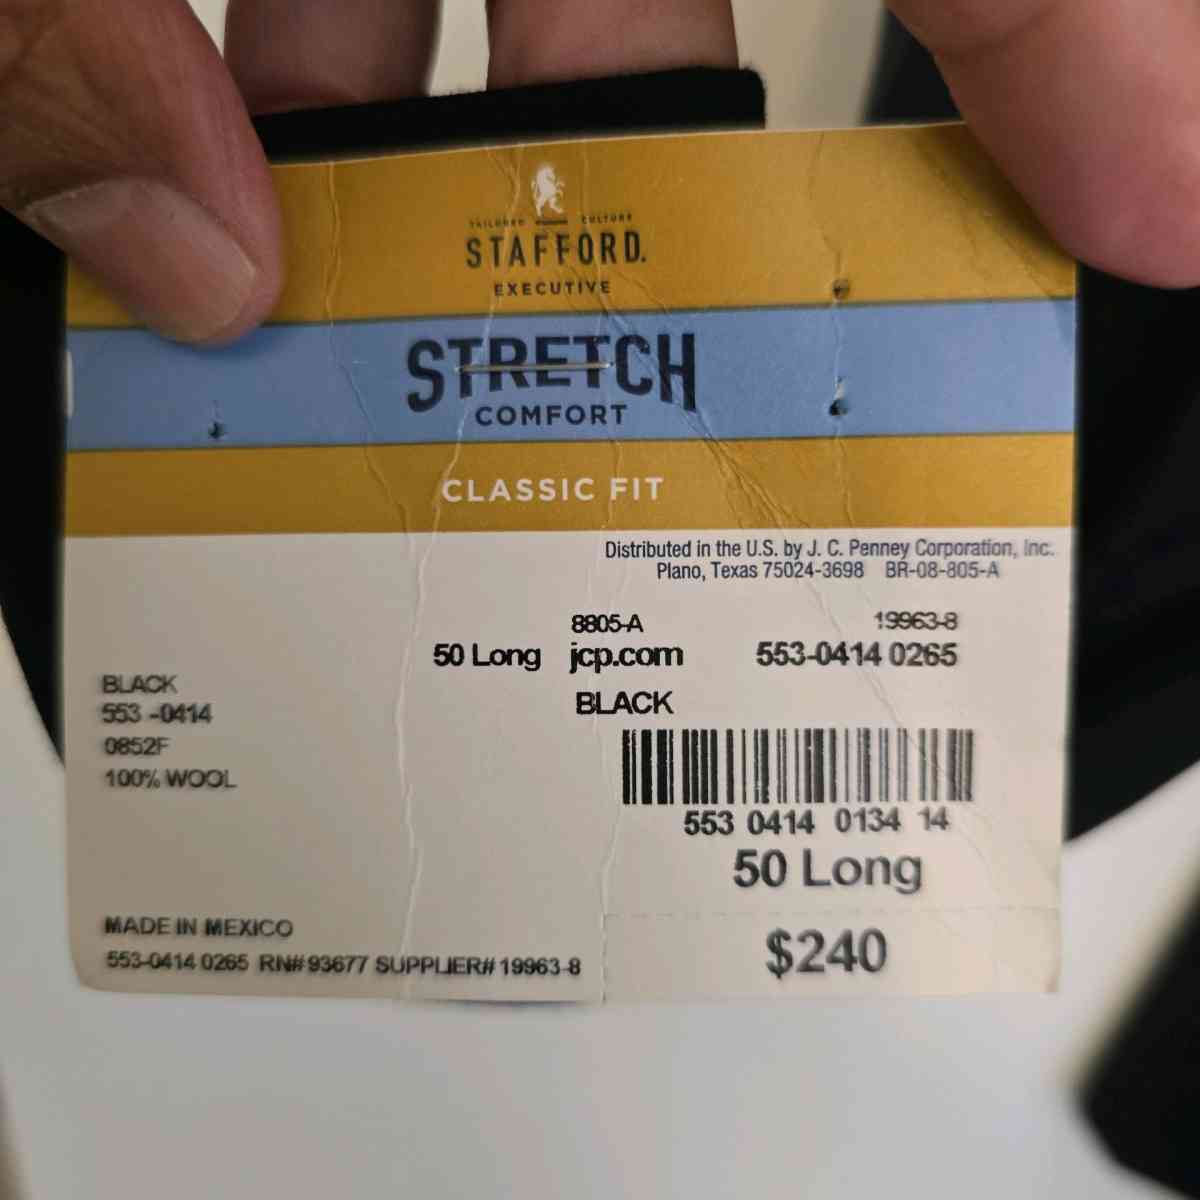 TAILORED CULTURE
STAFFORD.
EXECUTIVE
STRETCH
COMFORT
CLASSIC FIT
Distributed in the U.S. by J. C. Penney Corporation, Inc.
Plano, Texas 75024-3698 BR-08-805-A
8805-A 19963-8
50 Long jcp.com 553-0414 0265
BLACK
BLACK
553 -0414
0852F
100% WOOL
553 0414 0134 14
50 Long
$240
MADE IN MEXICO
553-0414 0265 RN# 93677 SUPPLIER# 19963-8